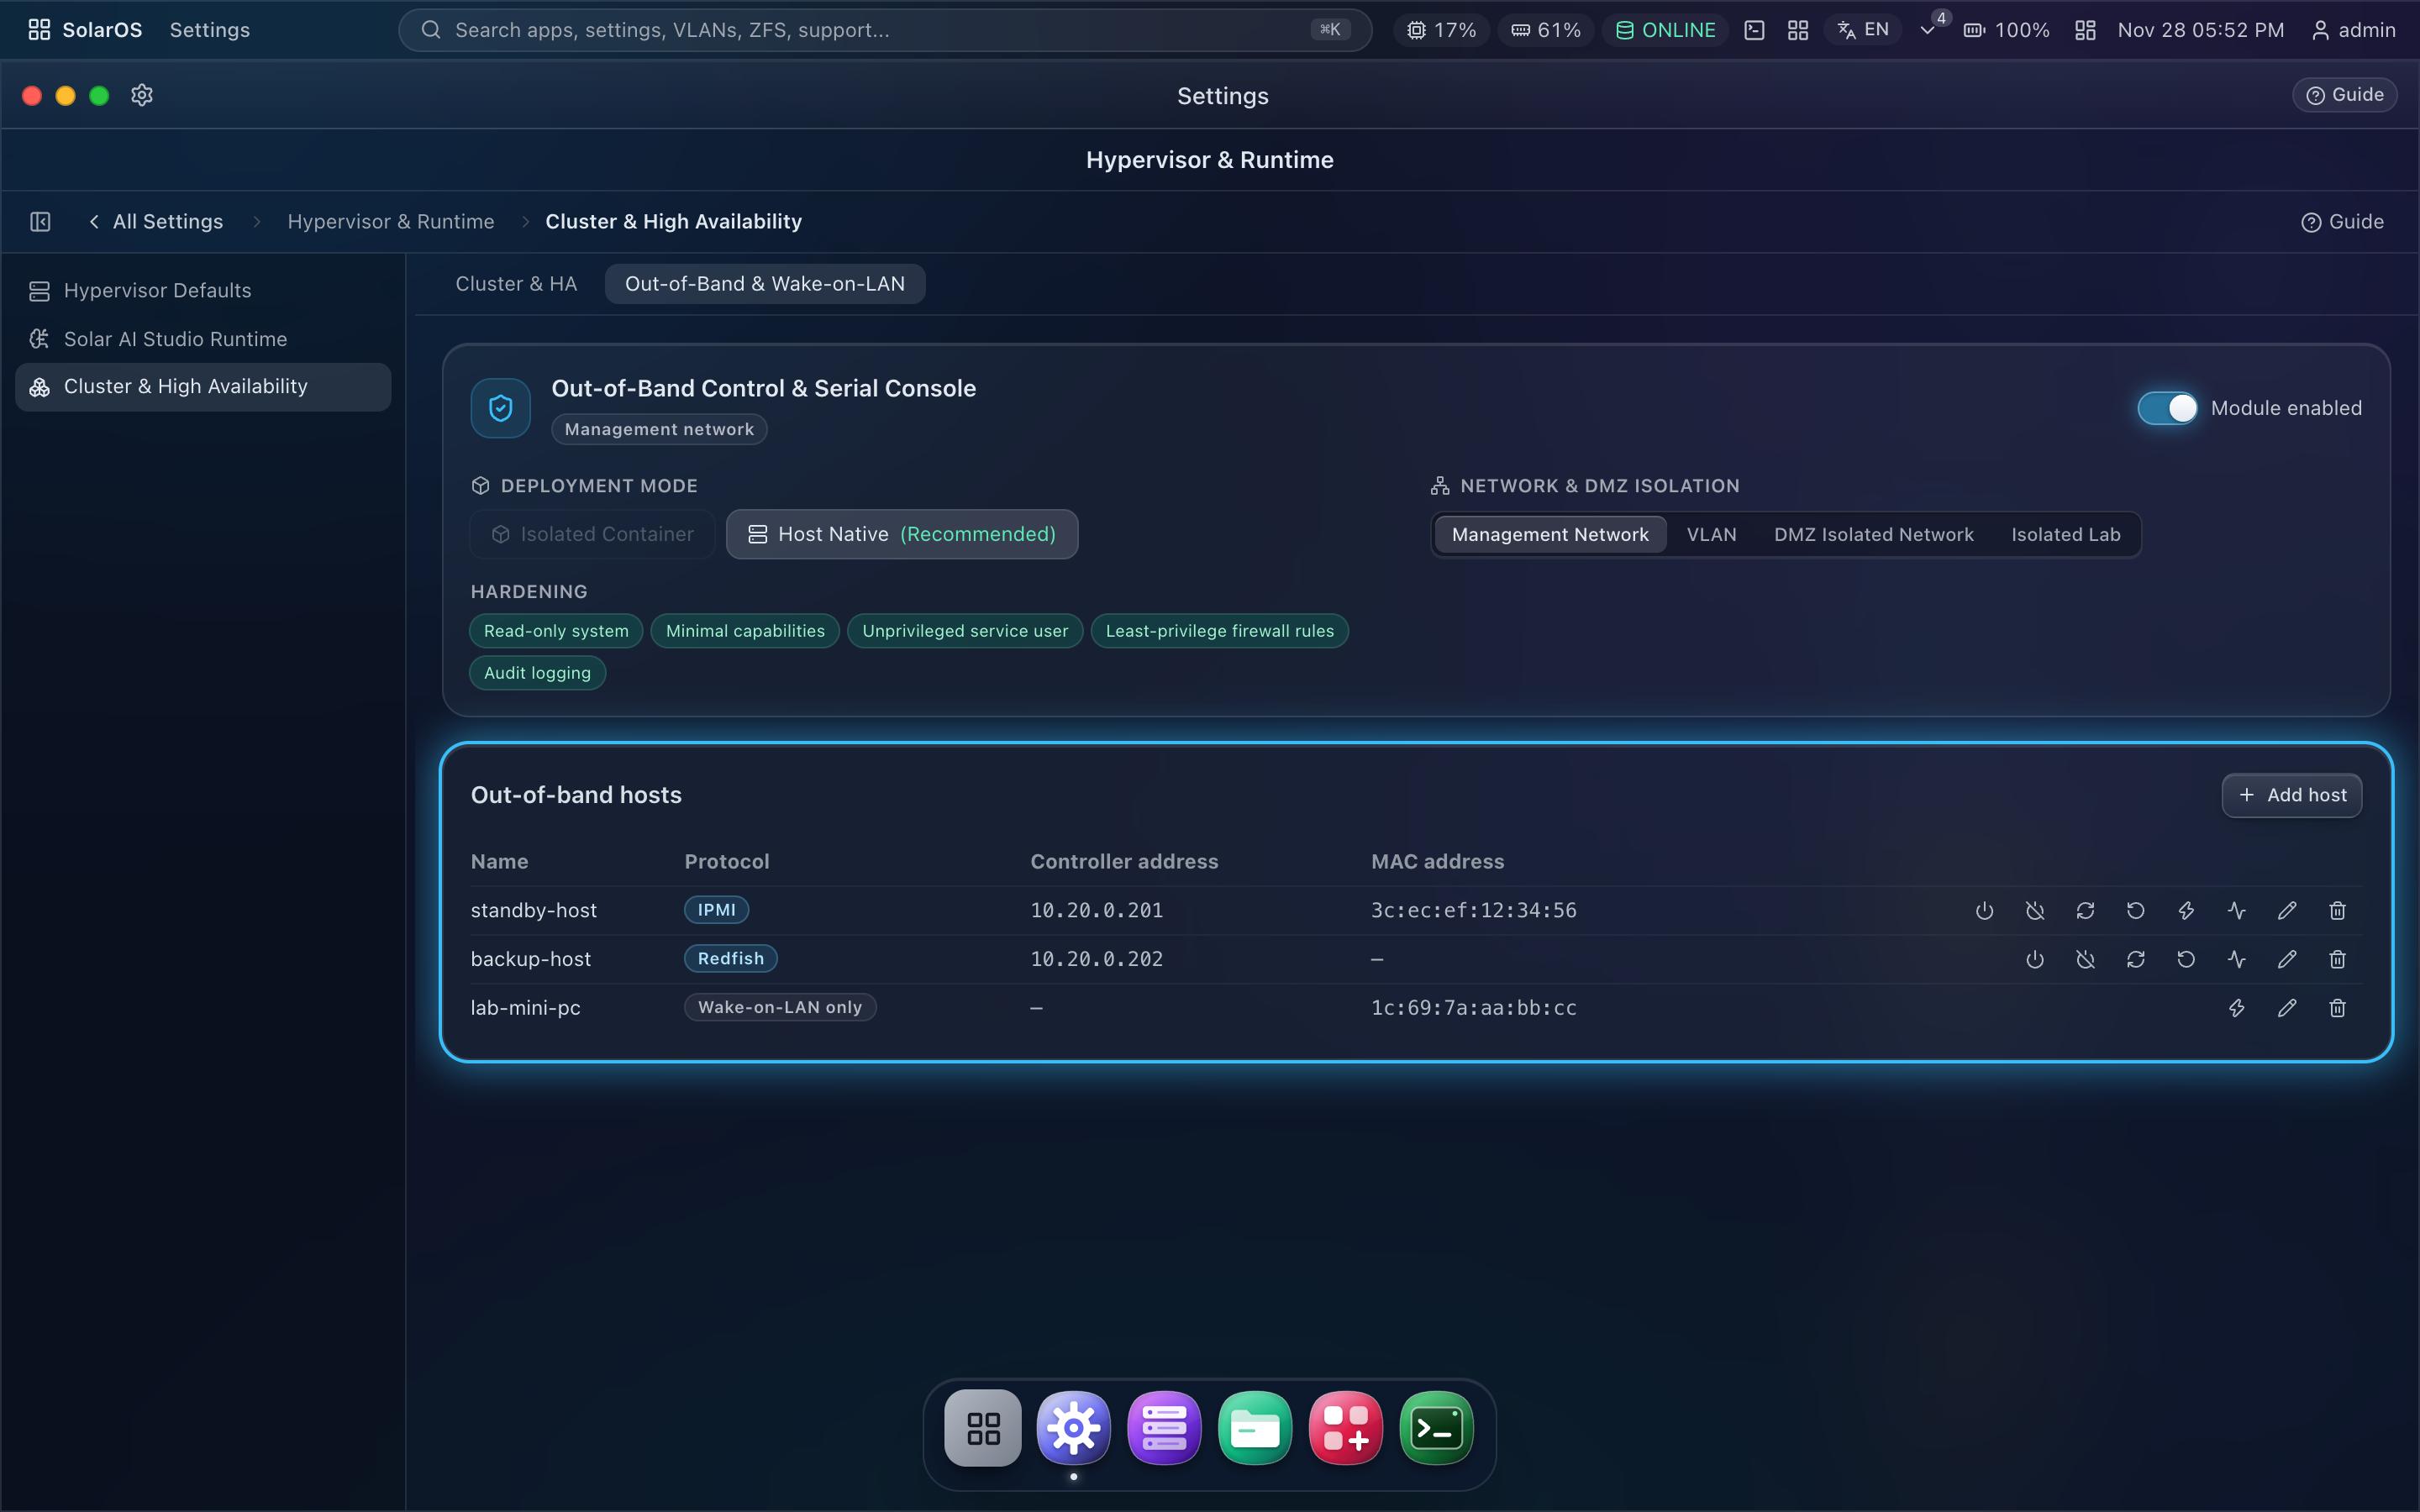 SolarOS Settings Search apps, settings, VLANs, ZFS, support... ⌘K 17% 61% ONLINE EN 4 100% Nov 28 05:52 PM admin
Settings Guide
Hypervisor & Runtime
All Settings Hypervisor & Runtime Cluster & High Availability Guide
Hypervisor Defaults
Solar AI Studio Runtime
Cluster & High Availability
Cluster & HA Out-of-Band & Wake-on-LAN
Out-of-Band Control & Serial Console
Management network
Module enabled
DEPLOYMENT MODE
Isolated Container Host Native (Recommended)
NETWORK & DMZ ISOLATION
Management Network VLAN DMZ Isolated Network Isolated Lab
HARDENING
Read-only system Minimal capabilities Unprivileged service user Least-privilege firewall rules
Audit logging
Out-of-band hosts Add host
Name Protocol Controller address MAC address
standby-host IPMI 10.20.0.201 3c:ec:ef:12:34:56
backup-host Redfish 10.20.0.202 —
lab-mini-pc Wake-on-LAN only — 1c:69:7a:aa:bb:cc